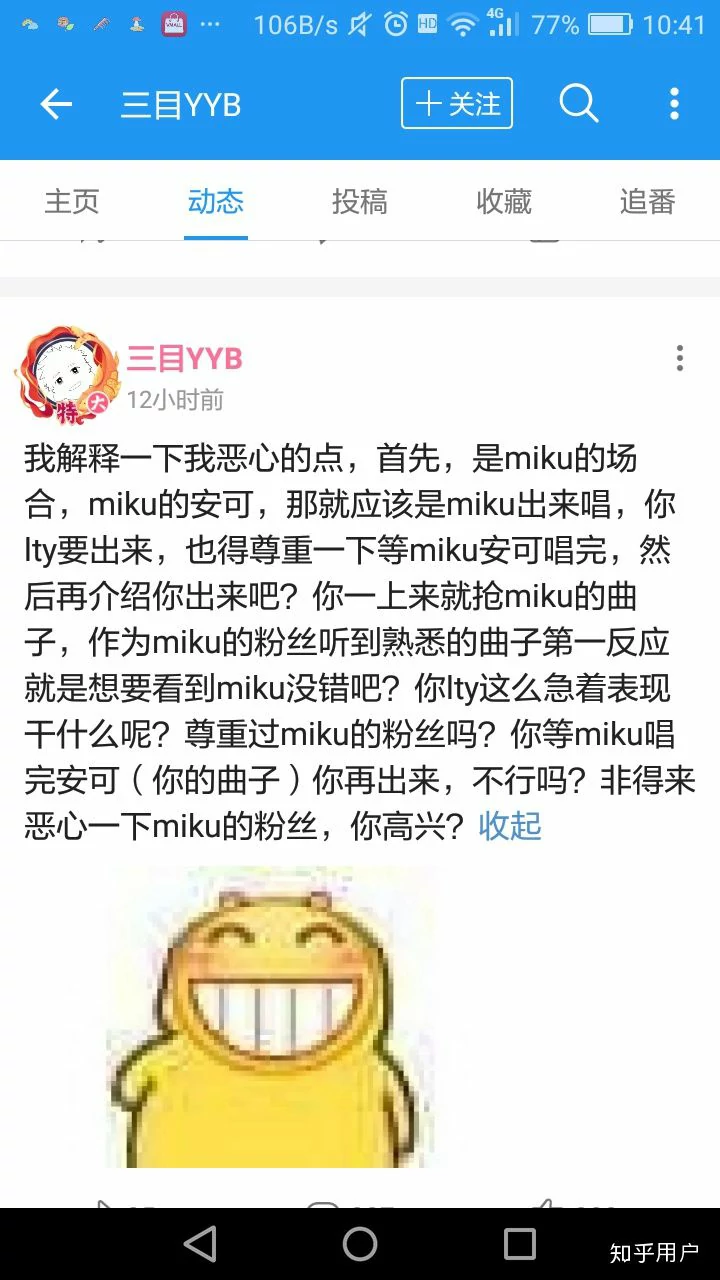 106B/s HD 4G 77% 10:41
三目YYB
＋关注
主页 动态 投稿 收藏 追番
三目YYB
12小时前
特大
我解释一下我恶心的点，首先，是miku的场
合，miku的安可，那就应该是miku出来唱，你
lty要出来，也得尊重一下等miku安可唱完，然
后再介绍你出来吧？你一上来就抢miku的曲
子，作为miku的粉丝听到熟悉的曲子第一反应
就是想要看到miku没错吧？你lty这么急着表现
干什么呢？尊重过miku的粉丝吗？你等miku唱
完安可（你的曲子）你再出来，不行吗？非得来
恶心一下miku的粉丝，你高兴？收起
知乎用户